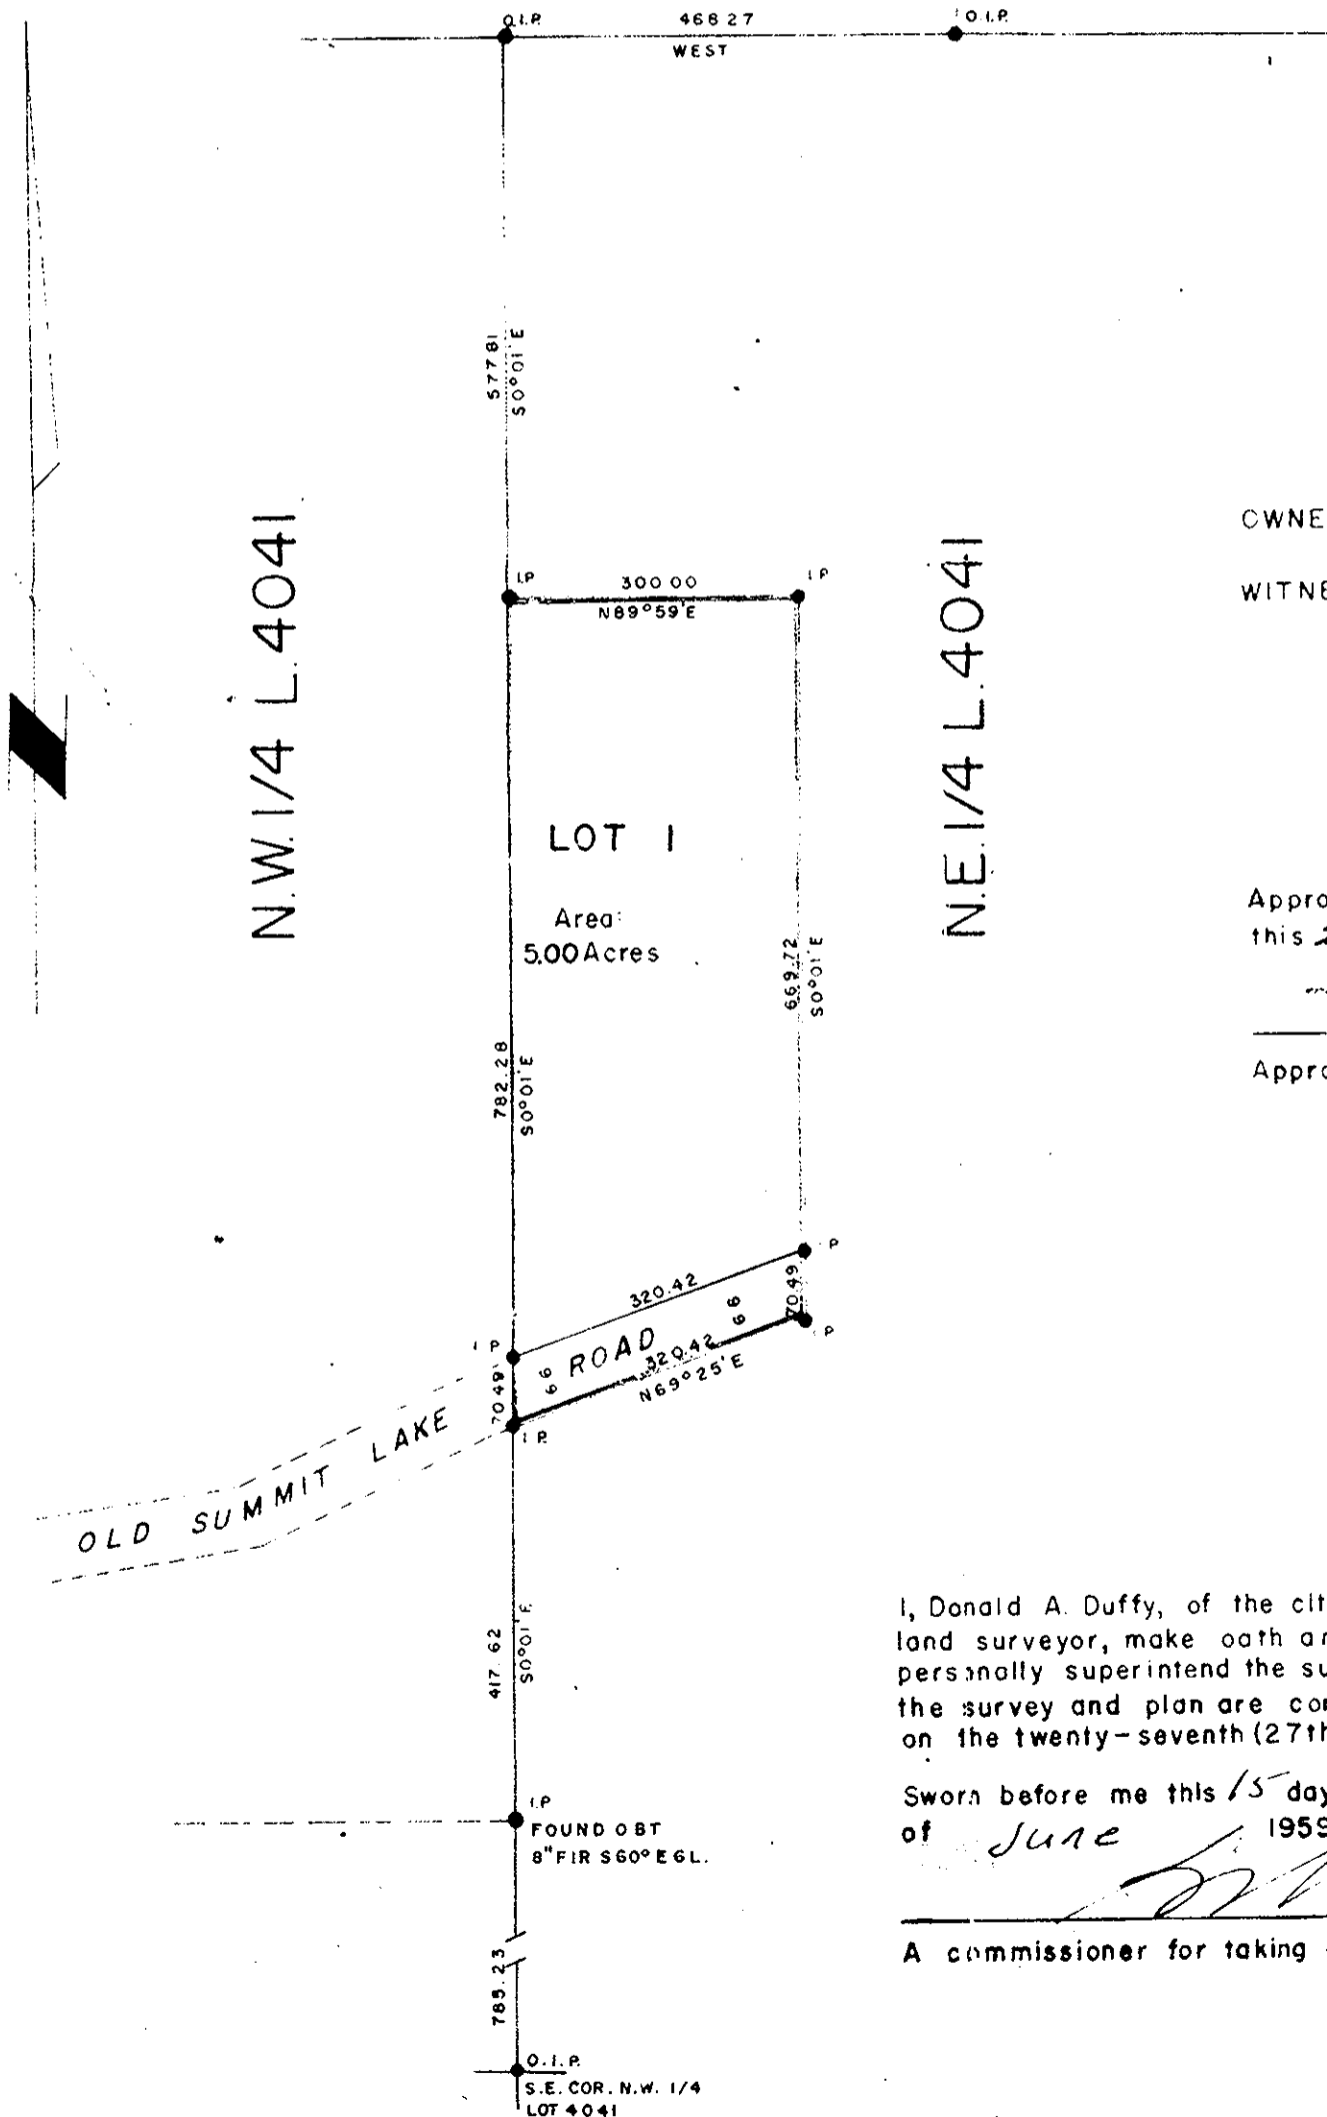 O.I.P.
468 27
O.I.P.
WEST
577 81
S0°01'E
N.W. 1/4 L. 4041
N.E. 1/4 L. 4041
OWNE
WITNE
I.P
300 00
I.P
N89°59'E
LOT 1
Area:
5.00 Acres
669.72
S0°01'E
782.28
S0°01'E
Appro
this 2
Appro
I P
320.42
70.49
66
66
ROAD
320.42
N69°25'E
I P
70 49
I P
I P.
OLD SUMMIT LAKE
417.62
S0°01'E
I, Donald A. Duffy, of the cit
land surveyor, make oath an
personally superintend the su
the survey and plan are cor
on the twenty-seventh (27th
Sworn before me this 15 day
of June 1959
A commissioner for taking
I.P
FOUND O BT
8" FIR S60° E 6L.
785.23
O.I.P.
S.E. COR. N.W. 1/4
LOT 4041